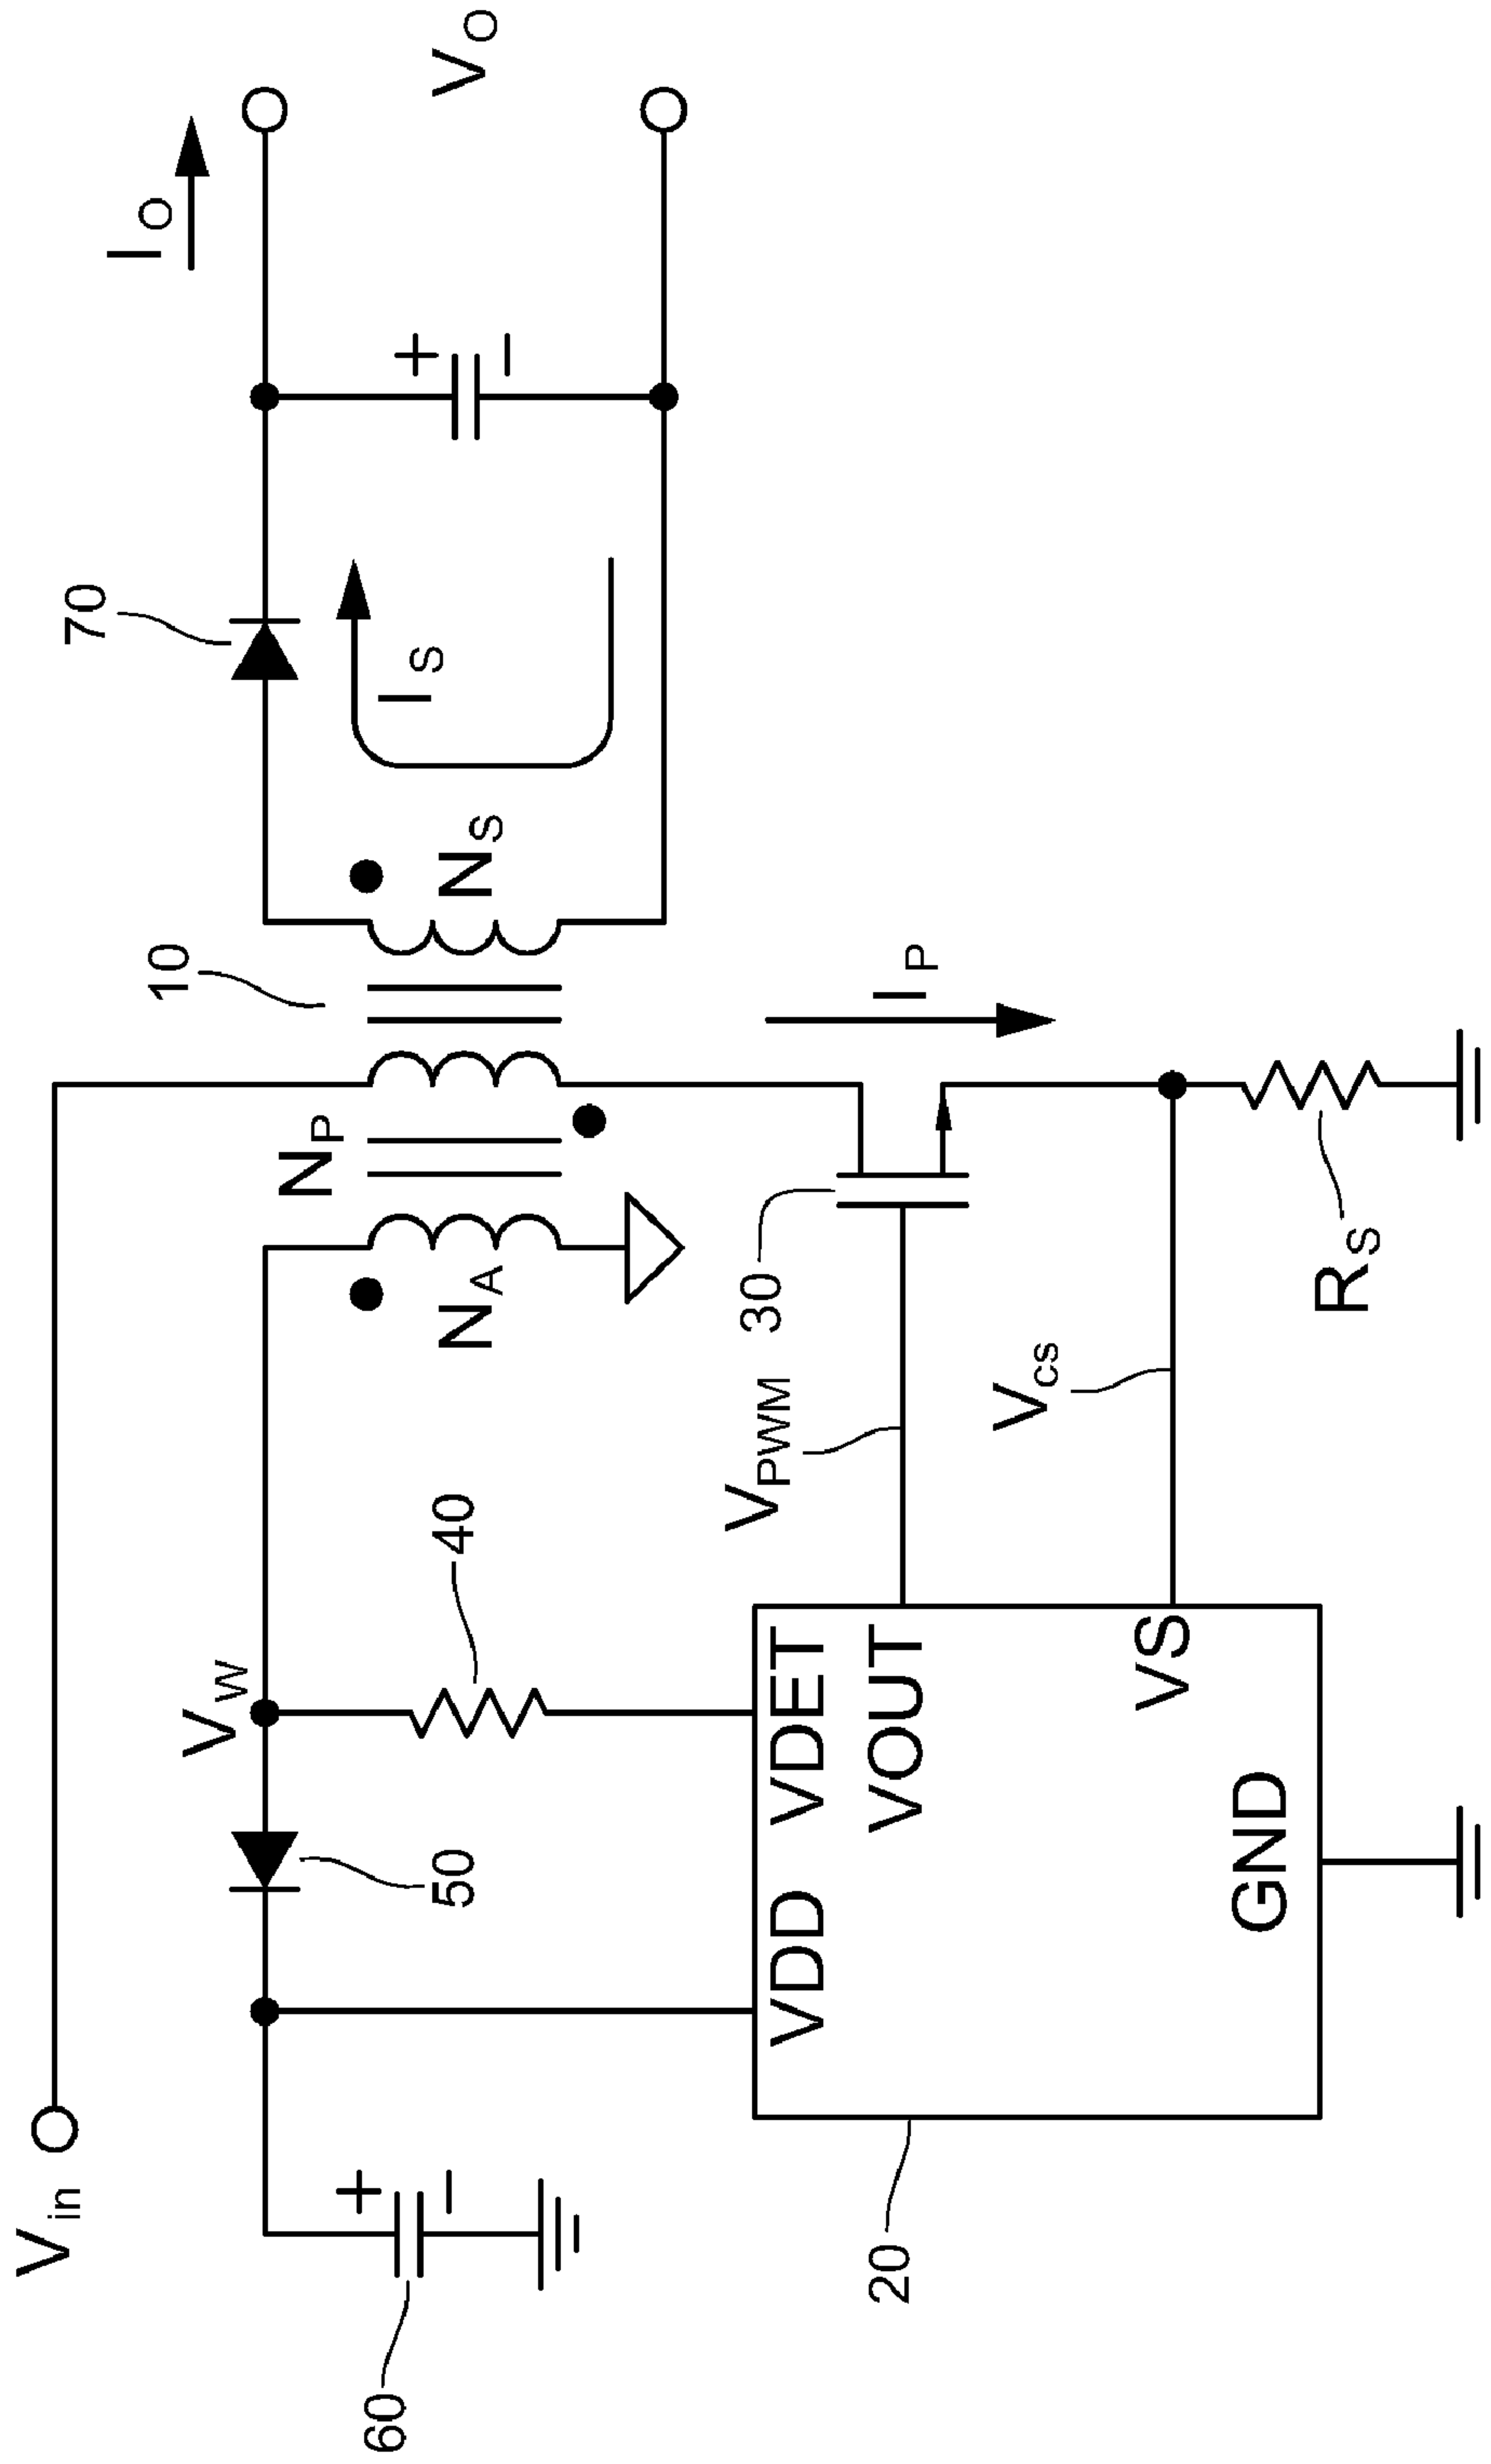 Vin
10
70
IO
VW
NP
NA
NS
IS
VO
60
50
40
VDD
VDET
VOUT
VS
GND
20
VPWM
30
IP
Vcs
RS
+
−
+
−